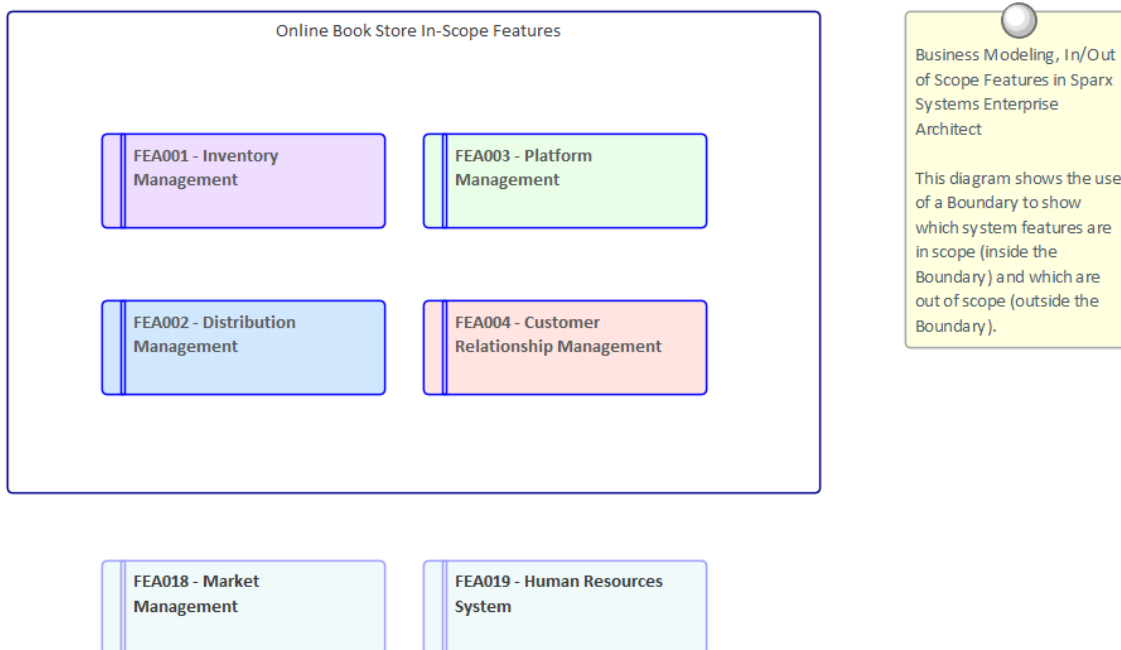 Online Book Store In-Scope Features
FEA001 - Inventory
Management
FEA003 - Platform
Management
FEA002 - Distribution
Management
FEA004 - Customer
Relationship Management
FEA018 - Market
Management
FEA019 - Human Resources
System
Business Modeling, In/Out
of Scope Features in Sparx
Systems Enterprise
Architect
This diagram shows the use
of a Boundary to show
which system features are
in scope (inside the
Boundary) and which are
out of scope (outside the
Boundary).